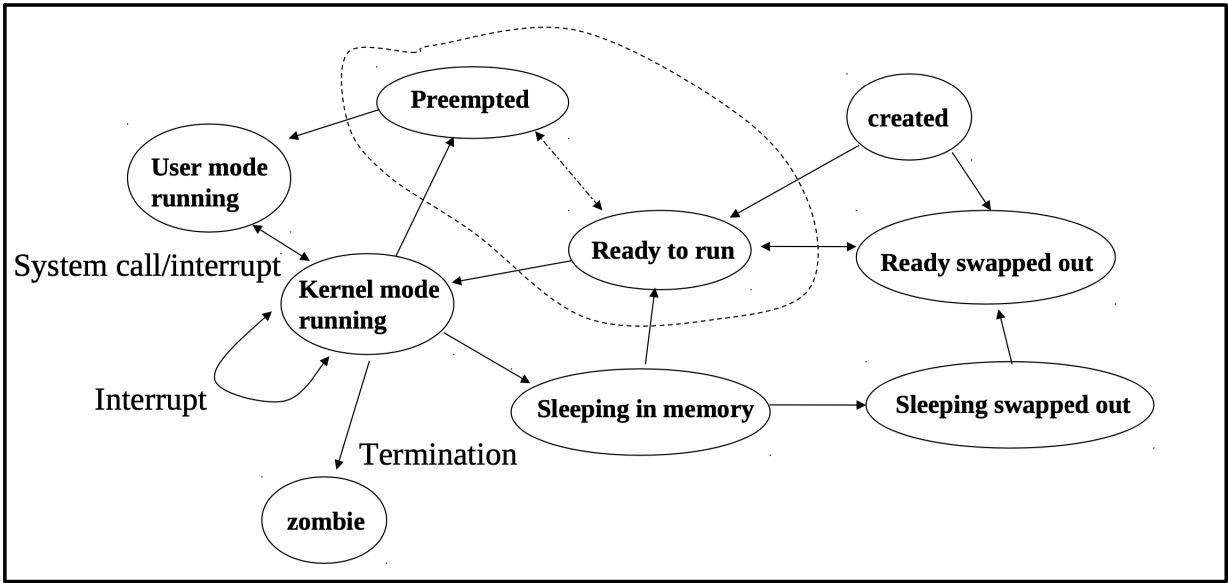 Preempted
created
User mode
running
Ready to run
Ready swapped out
System call/interrupt
Kernel mode
running
Interrupt
Sleeping in memory
Sleeping swapped out
Termination
zombie